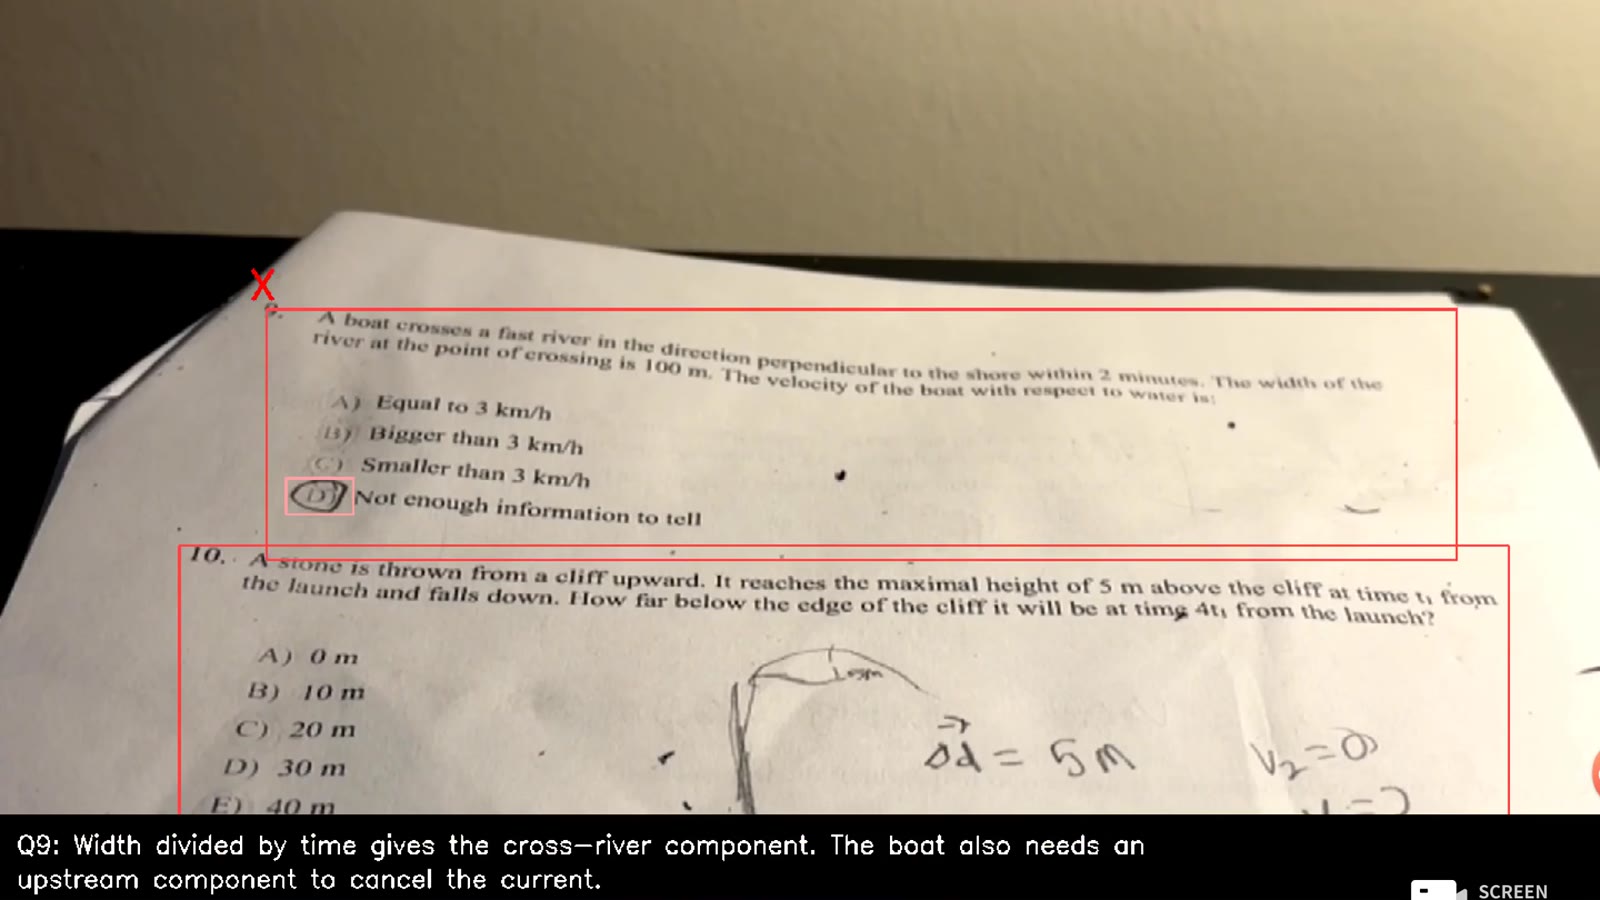 X
9. A boat crosses a fast river in the direction perpendicular to the shore within 2 minutes. The width of the
river at the point of crossing is 100 m. The velocity of the boat with respect to water is:
A) Equal to 3 km/h
B) Bigger than 3 km/h
C) Smaller than 3 km/h
D) Not enough information to tell
10. A stone is thrown from a cliff upward. It reaches the maximal height of 5 m above the cliff at time t₁ from
the launch and falls down. How far below the edge of the cliff it will be at time 4t₁ from the launch?
A) 0 m
B) 10 m
C) 20 m
D) 30 m
E) 40 m
Δd = 5 m
V₂ = 0
Q9: Width divided by time gives the cross-river component. The boat also needs an
upstream component to cancel the current.
SCREEN